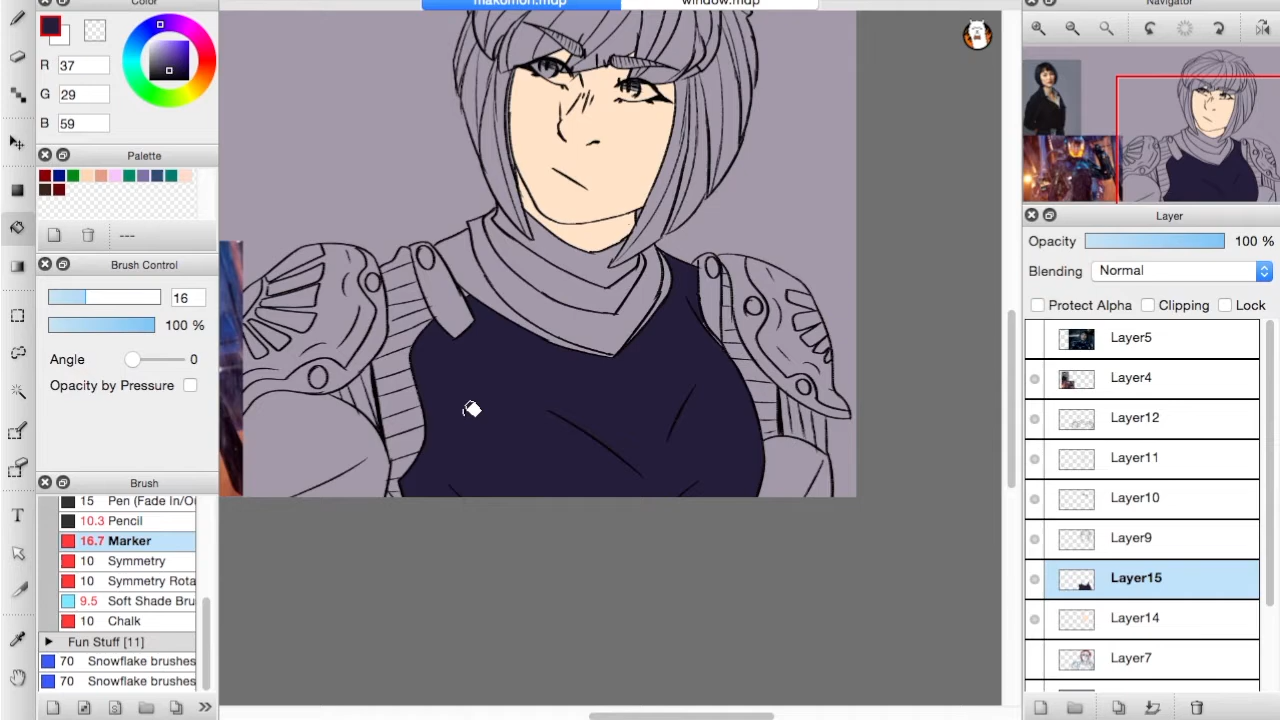 Color
makomori.mdp
window.mdp
Navigator
R 37
G 29
B 59
Palette
---
Brush Control
16
100 %
Angle 0
Opacity by Pressure
Brush
15 Pen (Fade In/O
10.3 Pencil
16.7 Marker
10 Symmetry
10 Symmetry Rota
9.5 Soft Shade Bru
10 Chalk
Fun Stuff [11]
70 Snowflake brushes
70 Snowflake brushes
T
Layer
Opacity 100 %
Blending Normal
Protect Alpha Clipping Lock
Layer5
Layer4
Layer12
Layer11
Layer10
Layer9
Layer15
Layer14
Layer7